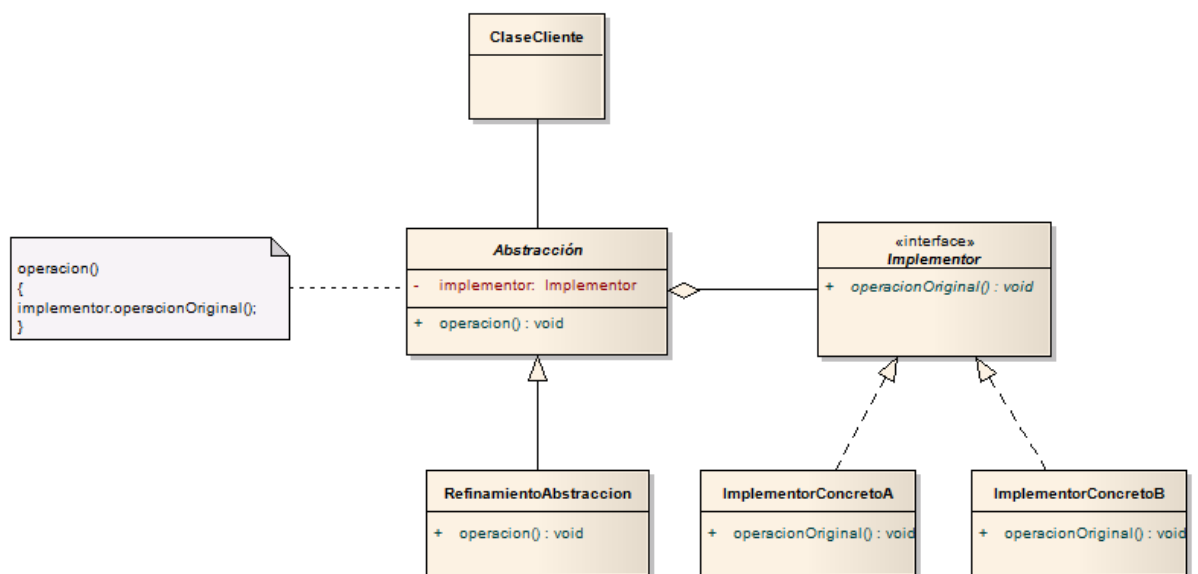 ClaseCliente
operacion()
{
implementor.operacionOriginal();
}
Abstracción
- implementor: Implementor
+ operacion() : void
«interface»
Implementor
+ operacionOriginal() : void
RefinamientoAbstraccion
+ operacion() : void
ImplementorConcretoA
+ operacionOriginal() : void
ImplementorConcretoB
+ operacionOriginal() : void